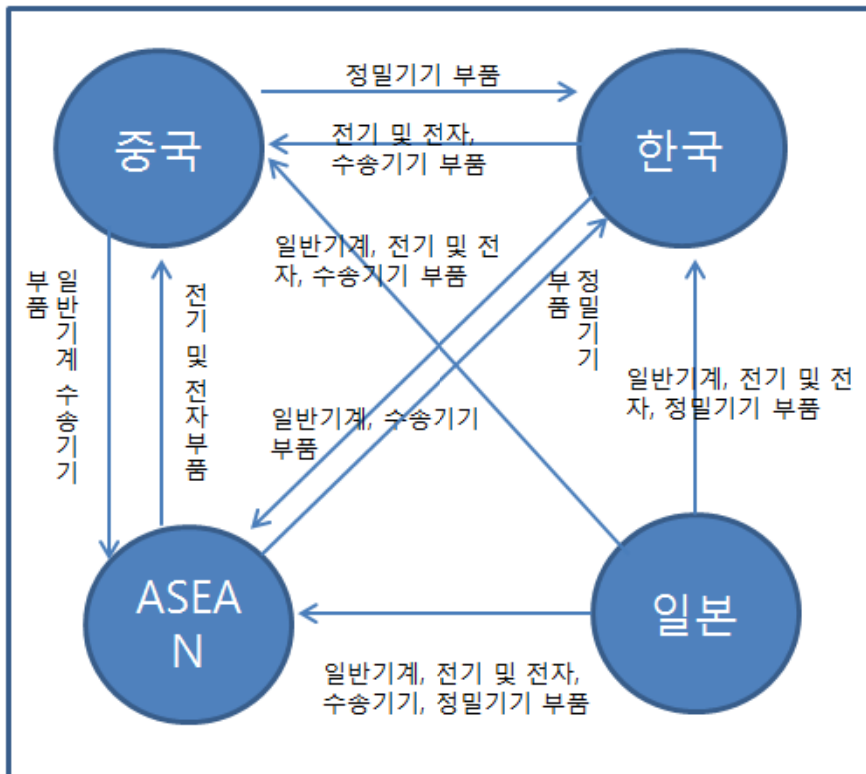 정밀기기 부품
중국
한국
전기 및 전자,
수송기기 부품
일반기계, 전기 및 전
자, 수송기기 부품
일반기계 수송기기
부품
전기 및 전자부품
정밀기기
부품
일반기계, 전기 및 전
자, 정밀기기 부품
일반기계, 수송기기
부품
ASEA
N
일본
일반기계, 전기 및 전자,
수송기기, 정밀기기 부품